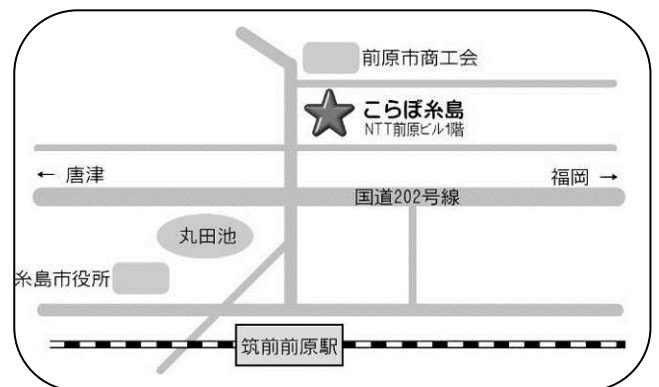 前原市商工会
こらぼ糸島
NTT前原ビル1階
← 唐津
福岡 →
国道202号線
丸田池
糸島市役所
筑前前原駅